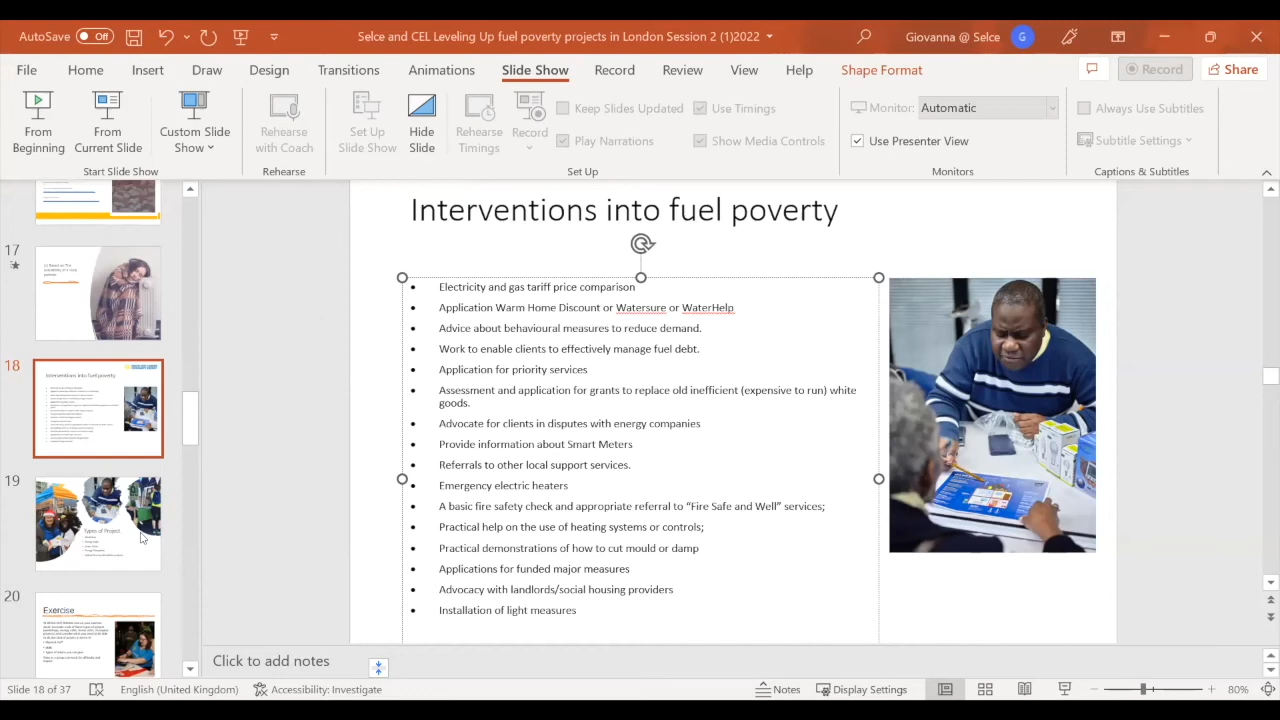 AutoSave Off
Selce and CEL Leveling Up fuel poverty projects in London Session 2 (1)2022
Giovanna @ Selce G
File Home Insert Draw Design Transitions Animations Slide Show Record Review View Help Shape Format
Record Share
From Beginning
From Current Slide
Custom Slide Show
Rehearse with Coach
Set Up Slide Show
Hide Slide
Rehearse Timings
Record
Keep Slides Updated
Play Narrations
Use Timings
Show Media Controls
Monitor: Automatic
Use Presenter View
Always Use Subtitles
Subtitle Settings
Start Slide Show Rehearse Set Up Monitors Captions & Subtitles
17
18
Interventions into fuel poverty
19
Types of Project
20
Exercise
Interventions into fuel poverty
• Electricity and gas tariff price comparison
• Application Warm Home Discount or Watersure or WaterHelp
Advice about behavioural measures to reduce demand.
• Work to enable clients to effectively manage fuel debt.
• Application for priority services
• Assessment and application for grants to replace old inefficient (
goods.
• Advocate for clients in disputes with energy companies
• Provide information about Smart Meters
• Referrals to other local support services.
• Emergency electric heaters
• A basic fire safety check and appropriate referral to “Fire Safe and Well” services;
• Practical help on the use of heating systems or controls;
• Practical demonstrations of how to cut mould or damp
• Applications for funded major measures
• Advocacy with landlords/social housing providers
• Installation of light measures
Click to add notes
Slide 18 of 37 English (United Kingdom) Accessibility: Investigate Notes Display Settings 80%